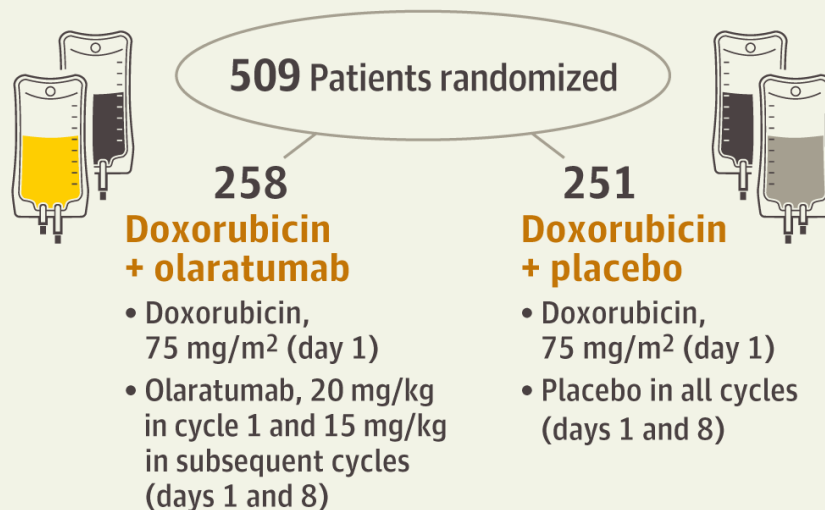 509 Patients randomized
258
Doxorubicin
+ olaratumab
• Doxorubicin,
75 mg/m² (day 1)
• Olaratumab, 20 mg/kg
in cycle 1 and 15 mg/kg
in subsequent cycles
(days 1 and 8)
251
Doxorubicin
+ placebo
• Doxorubicin,
75 mg/m² (day 1)
• Placebo in all cycles
(days 1 and 8)